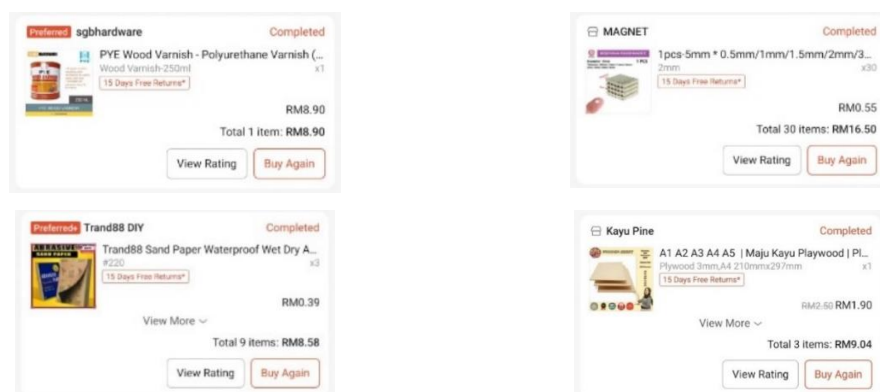 Preferred sgbhardware Completed
PYE Wood Varnish - Polyurethane Varnish (...
Wood Varnish-250ml x1
15 Days Free Returns*
RM8.90
Total 1 item: RM8.90
View Rating Buy Again
MAGNET Completed
1pcs-5mm * 0.5mm/1mm/1.5mm/2mm/3...
2mm x30
15 Days Free Returns*
RM0.55
Total 30 items: RM16.50
View Rating Buy Again
Preferred+ Trand88 DIY Completed
ABRASIVE
SAND PAPER
Trand88 Sand Paper Waterproof Wet Dry A...
#220 x3
15 Days Free Returns*
RM0.39
View More
Total 9 items: RM8.58
View Rating Buy Again
Kayu Pine Completed
A1 A2 A3 A4 A5 | Maju Kayu Playwood | Pl...
Plywood 3mm,A4 210mmx297mm x1
15 Days Free Returns*
RM2.50 RM1.90
View More
Total 3 items: RM9.04
View Rating Buy Again